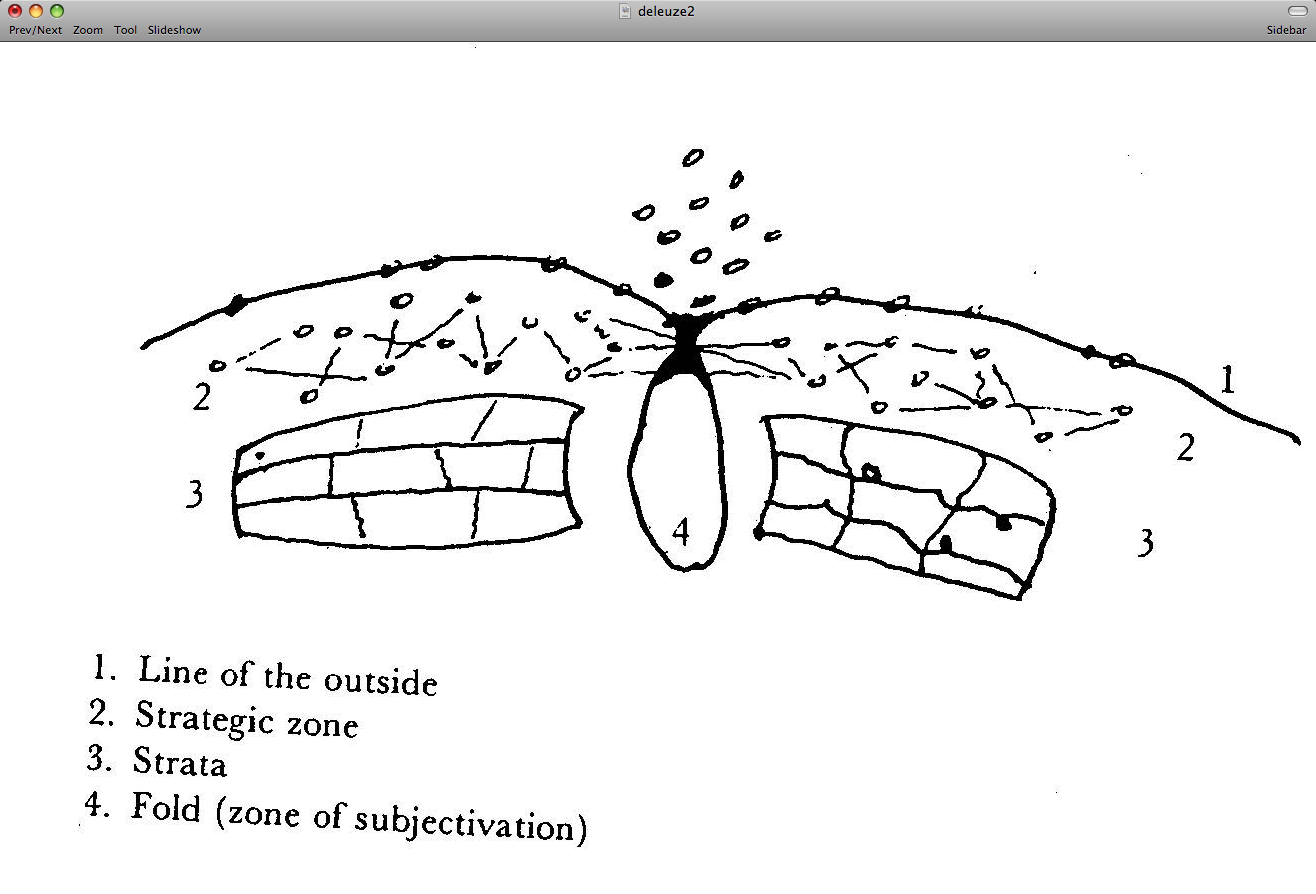 deleuze2
Prev/Next Zoom Tool Slideshow Sidebar
1
2
2
3
4
3
1. Line of the outside
2. Strategic zone
3. Strata
4. Fold (zone of subjectivation)